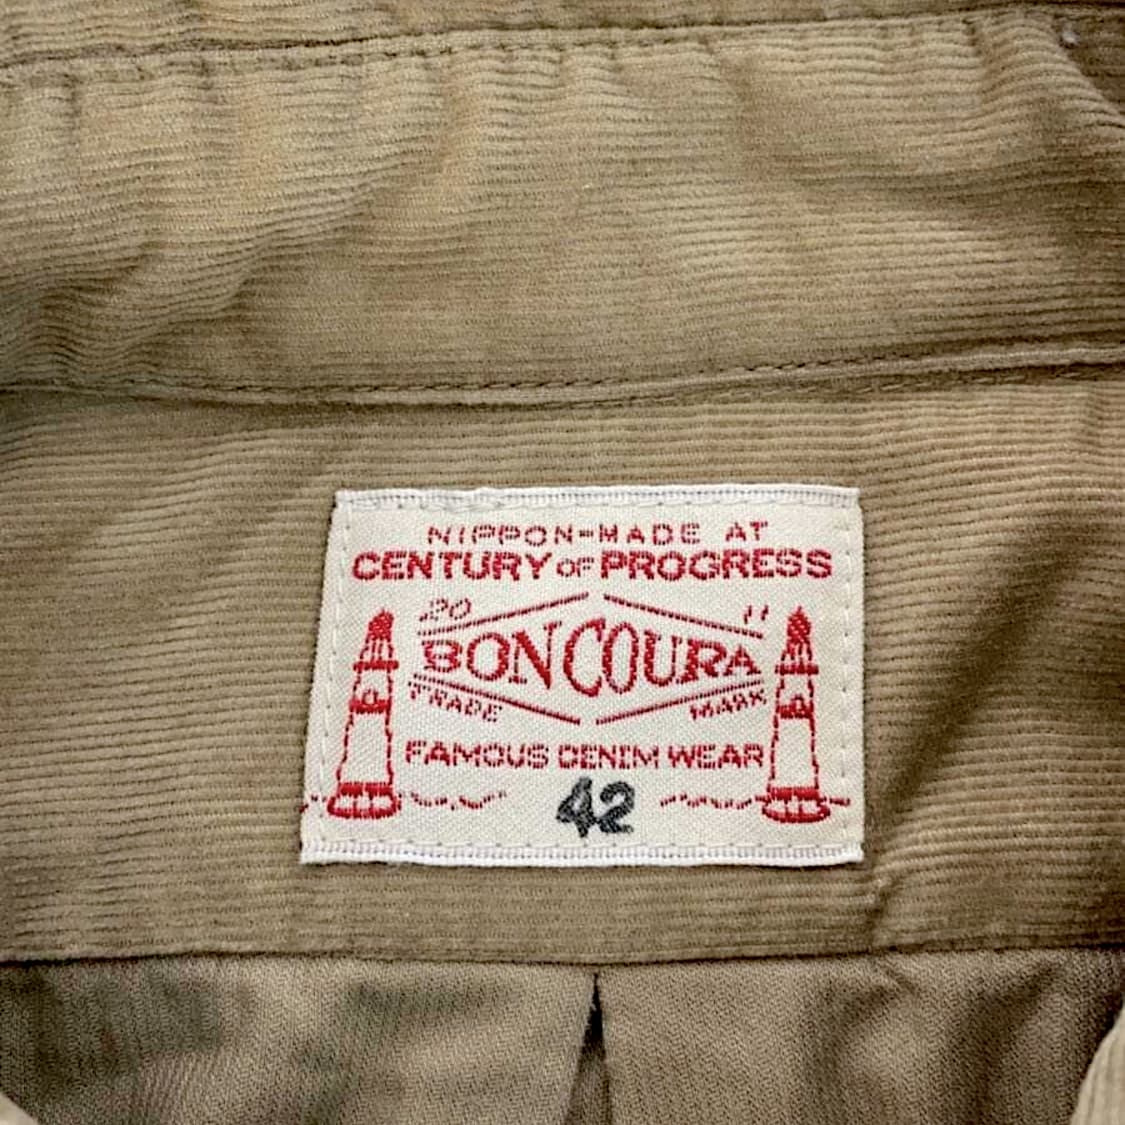 NIPPON-MADE AT
CENTURY OF PROGRESS
20 11
BONCOURA
TRADE MARK
FAMOUS DENIM WEAR
42